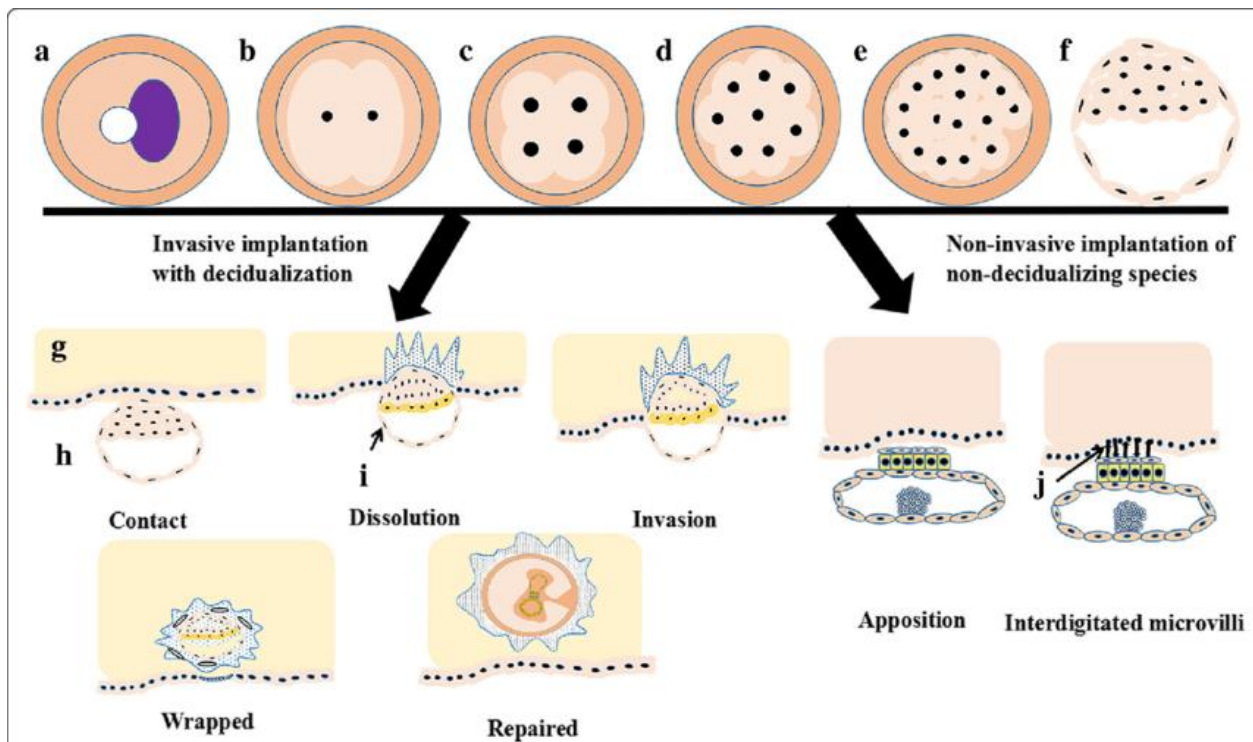 a
b
c
d
e
f
Invasive implantation
with decidualization
Non-invasive implantation of
non-decidualizing species
g
h
i
j
Contact
Dissolution
Invasion
Apposition
Interdigitated microvilli
Wrapped
Repaired